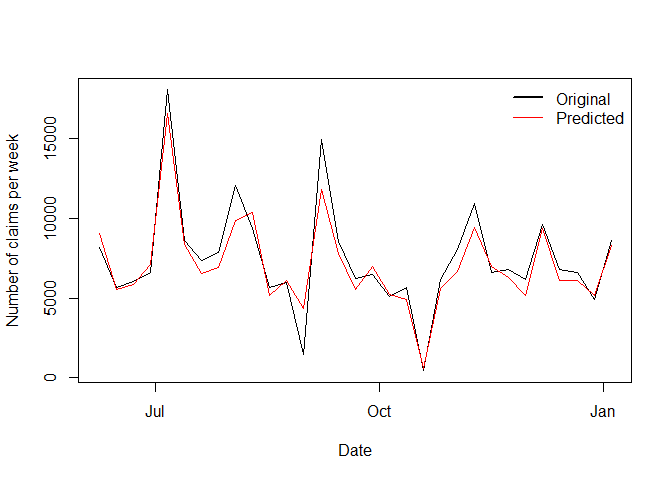 Original
Predicted
Number of claims per week
15000
10000
5000
0
Jul
Oct
Jan
Date